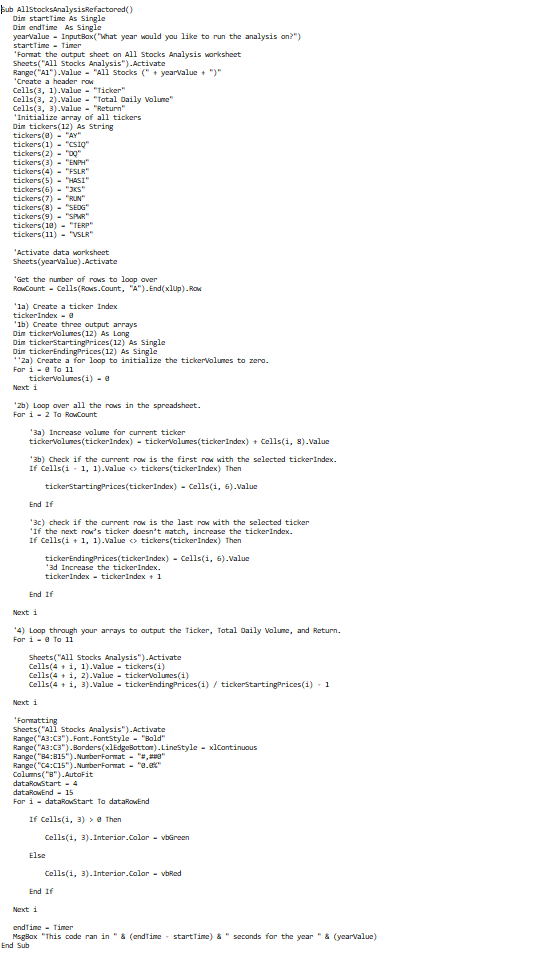 Sub AllStocksAnalysisRefactored()
Dim startTime As Single
Dim endTime  As Single
yearValue = InputBox("What year would you like to run the analysis on?")
startTime = Timer
'Format the output sheet on All Stocks Analysis worksheet
Sheets("All Stocks Analysis").Activate
Range("A1").Value = "All Stocks (" + yearValue + ")"
'Create a header row
Cells(3, 1).Value = "Ticker"
Cells(3, 2).Value = "Total Daily Volume"
Cells(3, 3).Value = "Return"
'Initialize array of all tickers
Dim tickers(12) As String
tickers(0) = "AY"
tickers(1) = "CSIQ"
tickers(2) = "DQ"
tickers(3) = "ENPH"
tickers(4) = "FSLR"
tickers(5) = "HASI"
tickers(6) = "JKS"
tickers(7) = "RUN"
tickers(8) = "SEDG"
tickers(9) = "SPWR"
tickers(10) = "TERP"
tickers(11) = "VSLR"
'Activate data worksheet
Sheets(yearValue).Activate
'Get the number of rows to loop over
RowCount = Cells(Rows.Count, "A").End(xlUp).Row
'1a) Create a ticker Index
tickerIndex = 0
'1b) Create three output arrays
Dim tickerVolumes(12) As Long
Dim tickerStartingPrices(12) As Single
Dim tickerEndingPrices(12) As Single
''2a) Create a for loop to initialize the tickerVolumes to zero.
For i = 0 To 11
tickerVolumes(i) = 0
Next i
'2b) Loop over all the rows in the spreadsheet.
For i = 2 To RowCount
'3a) Increase volume for current ticker
tickerVolumes(tickerIndex) = tickerVolumes(tickerIndex) + Cells(i, 8).Value
'3b) Check if the current row is the first row with the selected tickerIndex.
If Cells(i - 1, 1).Value <> tickers(tickerIndex) Then
tickerStartingPrices(tickerIndex) = Cells(i, 6).Value
End If
'3c) check if the current row is the last row with the selected ticker
'If the next row's ticker doesn't match, increase the tickerIndex.
If Cells(i + 1, 1).Value <> tickers(tickerIndex) Then
tickerEndingPrices(tickerIndex) = Cells(i, 6).Value
'3d Increase the tickerIndex.
tickerIndex = tickerIndex + 1
End If
Next i
'4) Loop through your arrays to output the Ticker, Total Daily Volume, and Return.
For i = 0 To 11
Sheets("All Stocks Analysis").Activate
Cells(4 + i, 1).Value = tickers(i)
Cells(4 + i, 2).Value = tickerVolumes(i)
Cells(4 + i, 3).Value = tickerEndingPrices(i) / tickerStartingPrices(i) - 1
Next i
'Formatting
Sheets("All Stocks Analysis").Activate
Range("A3:C3").Font.FontStyle = "Bold"
Range("A3:C3").Borders(xlEdgeBottom).LineStyle = xlContinuous
Range("B4:B15").NumberFormat = "#,##0"
Range("C4:C15").NumberFormat = "0.0%"
Columns("B").AutoFit
dataRowStart = 4
dataRowEnd = 15
For i = dataRowStart To dataRowEnd
If Cells(i, 3) > 0 Then
Cells(i, 3).Interior.Color = vbGreen
Else
Cells(i, 3).Interior.Color = vbRed
End If
Next i
endTime = Timer
MsgBox "This code ran in " & (endTime - startTime) & " seconds for the year " & (yearValue)
End Sub